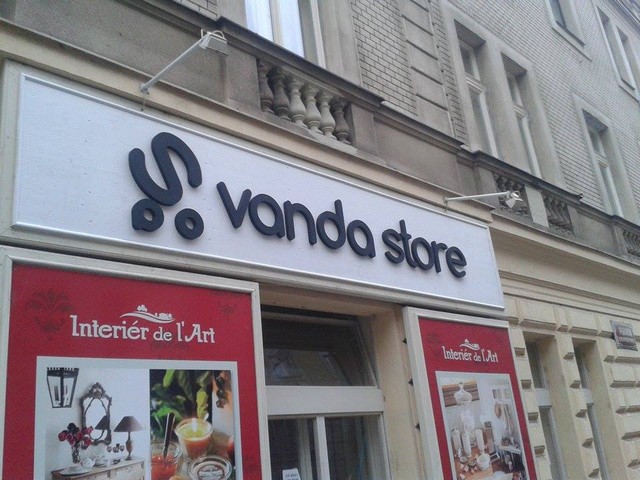 vanda store
Interiér de l'Art
Interiér de l'Art